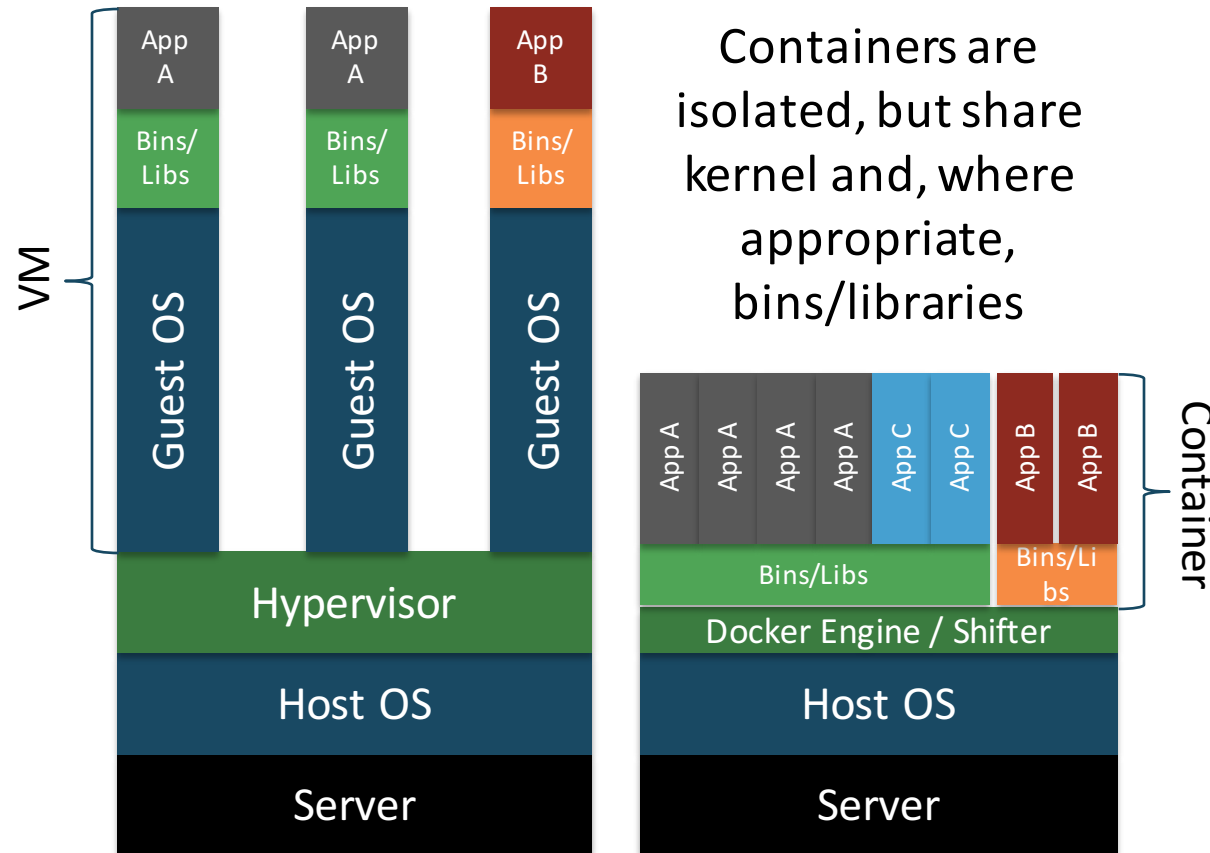 VM
App
A
App
A
App
B
Bins/
Libs
Bins/
Libs
Bins/
Libs
Guest OS
Guest OS
Guest OS
Hypervisor
Host OS
Server
Containers are
isolated, but share
kernel and, where
appropriate,
bins/libraries
App A
App A
App A
App A
App C
App C
App B
App B
Container
Bins/Libs
Bins/Li
bs
Docker Engine / Shifter
Host OS
Server